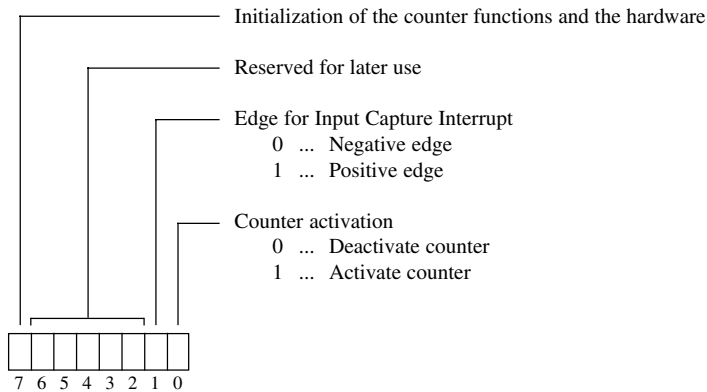 Initialization of the counter functions and the hardware
Reserved for later use
Edge for Input Capture Interrupt
0 ... Negative edge
1 ... Positive edge
Counter activation
0 ... Deactivate counter
1 ... Activate counter
7 6 5 4 3 2 1 0